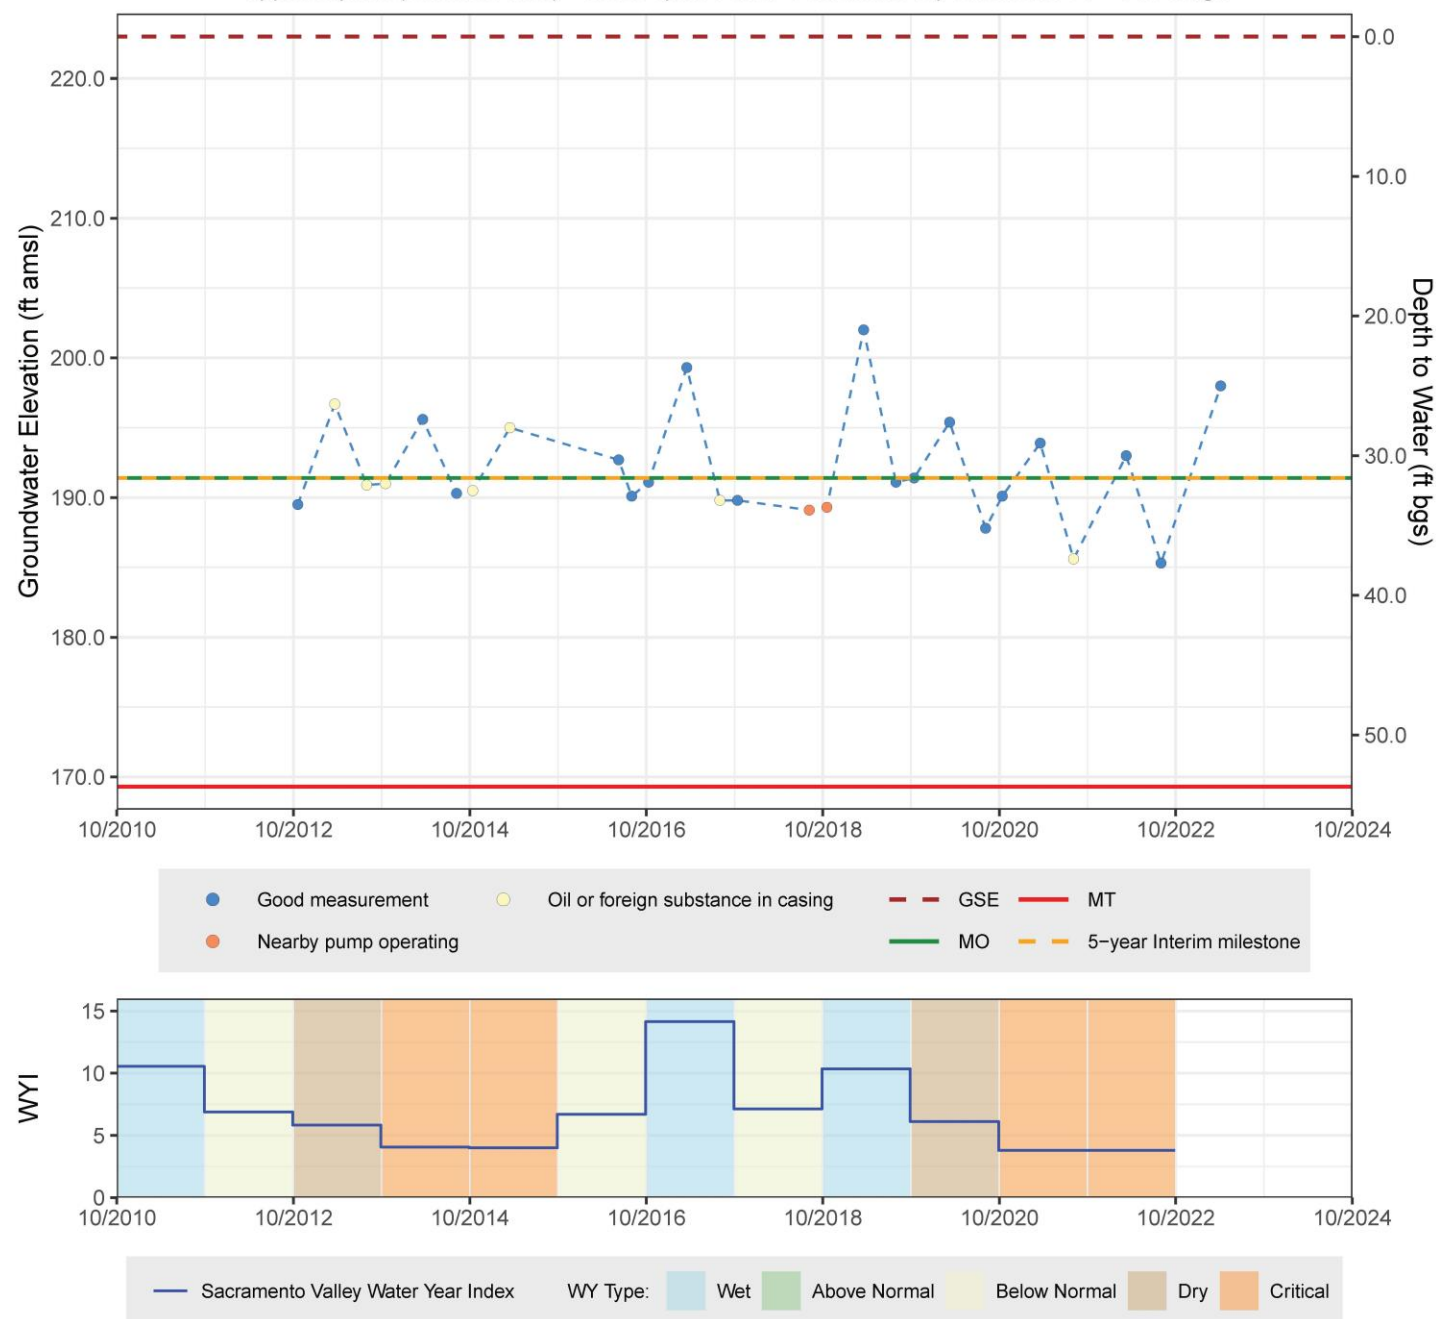 220.0
210.0
200.0
190.0
180.0
170.0
Groundwater Elevation (ft amsl)
0.0
10.0
20.0
30.0
40.0
50.0
Depth to Water (ft bgs)
10/2010 10/2012 10/2014 10/2016 10/2018 10/2020 10/2022 10/2024
Good measurement Oil or foreign substance in casing GSE MT
Nearby pump operating MO 5−year Interim milestone
15
10
5
0
WYI
10/2010 10/2012 10/2014 10/2016 10/2018 10/2020 10/2022 10/2024
Sacramento Valley Water Year Index WY Type: Wet Above Normal Below Normal Dry Critical